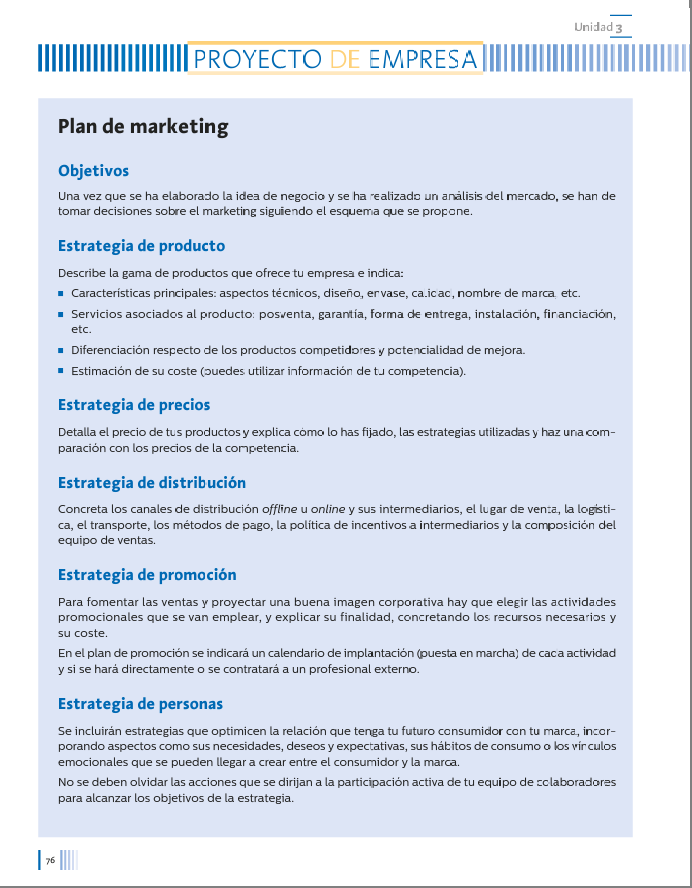 Unidad 3
PROYECTO DE EMPRESA
Plan de marketing
Objetivos
Una vez que se ha elaborado la idea de negocio y se ha realizado un análisis del mercado, se han de
tomar decisiones sobre el marketing siguiendo el esquema que se propone.
Estrategia de producto
Describe la gama de productos que ofrece tu empresa e indica:
▪ Características principales: aspectos técnicos, diseño, envase, calidad, nombre de marca, etc.
▪ Servicios asociados al producto: posventa, garantía, forma de entrega, instalación, financiación,
etc.
▪ Diferenciación respecto de los productos competidores y potencialidad de mejora.
▪ Estimación de su coste (puedes utilizar información de tu competencia).
Estrategia de precios
Detalla el precio de tus productos y explica cómo lo has fijado, las estrategias utilizadas y haz una com-
paración con los precios de la competencia.
Estrategia de distribución
Concreta los canales de distribución offline u online y sus intermediarios, el lugar de venta, la logísti-
ca, el transporte, los métodos de pago, la política de incentivos a intermediarios y la composición del
equipo de ventas.
Estrategia de promoción
Para fomentar las ventas y proyectar una buena imagen corporativa hay que elegir las actividades
promocionales que se van emplear, y explicar su finalidad, concretando los recursos necesarios y
su coste.
En el plan de promoción se indicará un calendario de implantación (puesta en marcha) de cada actividad
y si se hará directamente o se contratará a un profesional externo.
Estrategia de personas
Se incluirán estrategias que optimicen la relación que tenga tu futuro consumidor con tu marca, incor-
porando aspectos como sus necesidades, deseos y expectativas, sus hábitos de consumo o los vínculos
emocionales que se pueden llegar a crear entre el consumidor y la marca.
No se deben olvidar las acciones que se dirijan a la participación activa de tu equipo de colaboradores
para alcanzar los objetivos de la estrategia.
76